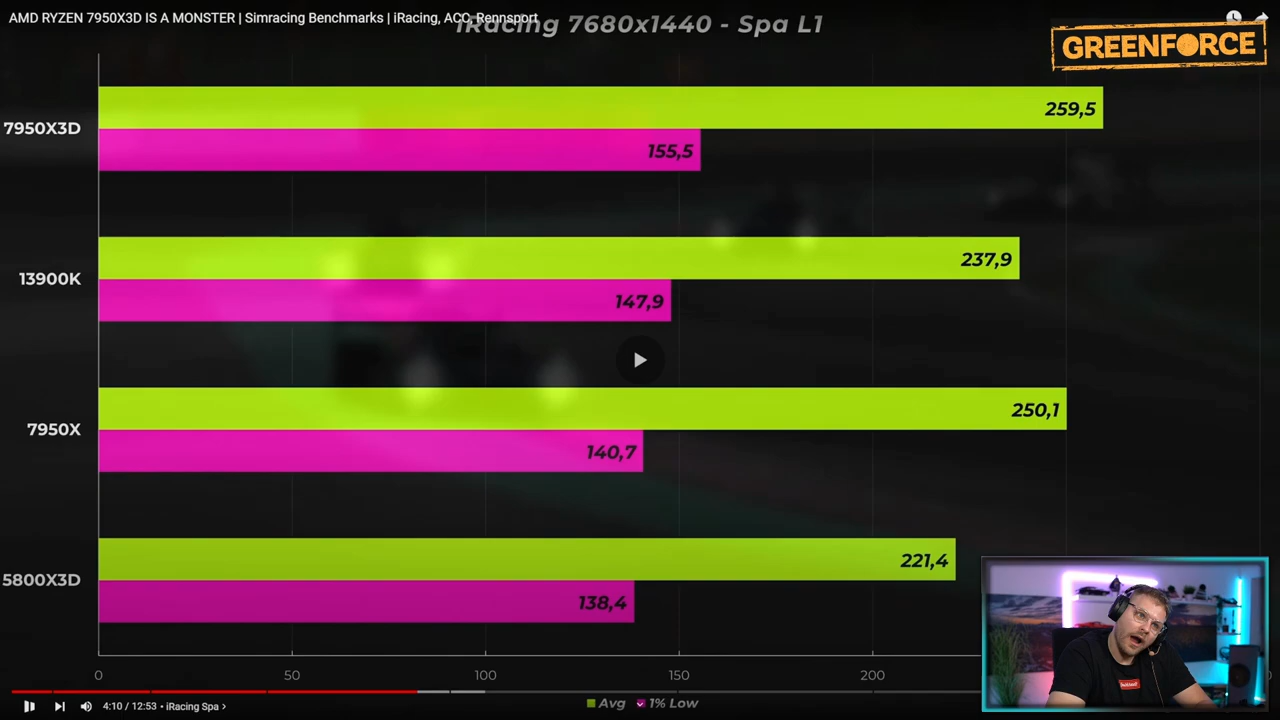 AMD RYZEN 7950X3D IS A MONSTER | Simracing Benchmarks | iRacing, ACC, Rennsport
iRacing 7680x1440 - Spa L1
GREENFORCE
7950X3D
259,5
155,5
13900K
237,9
147,9
7950X
250,1
140,7
5800X3D
221,4
138,4
0 50 100 150 200
Avg 1% Low
4:10 / 12:53 • iRacing Spa ›